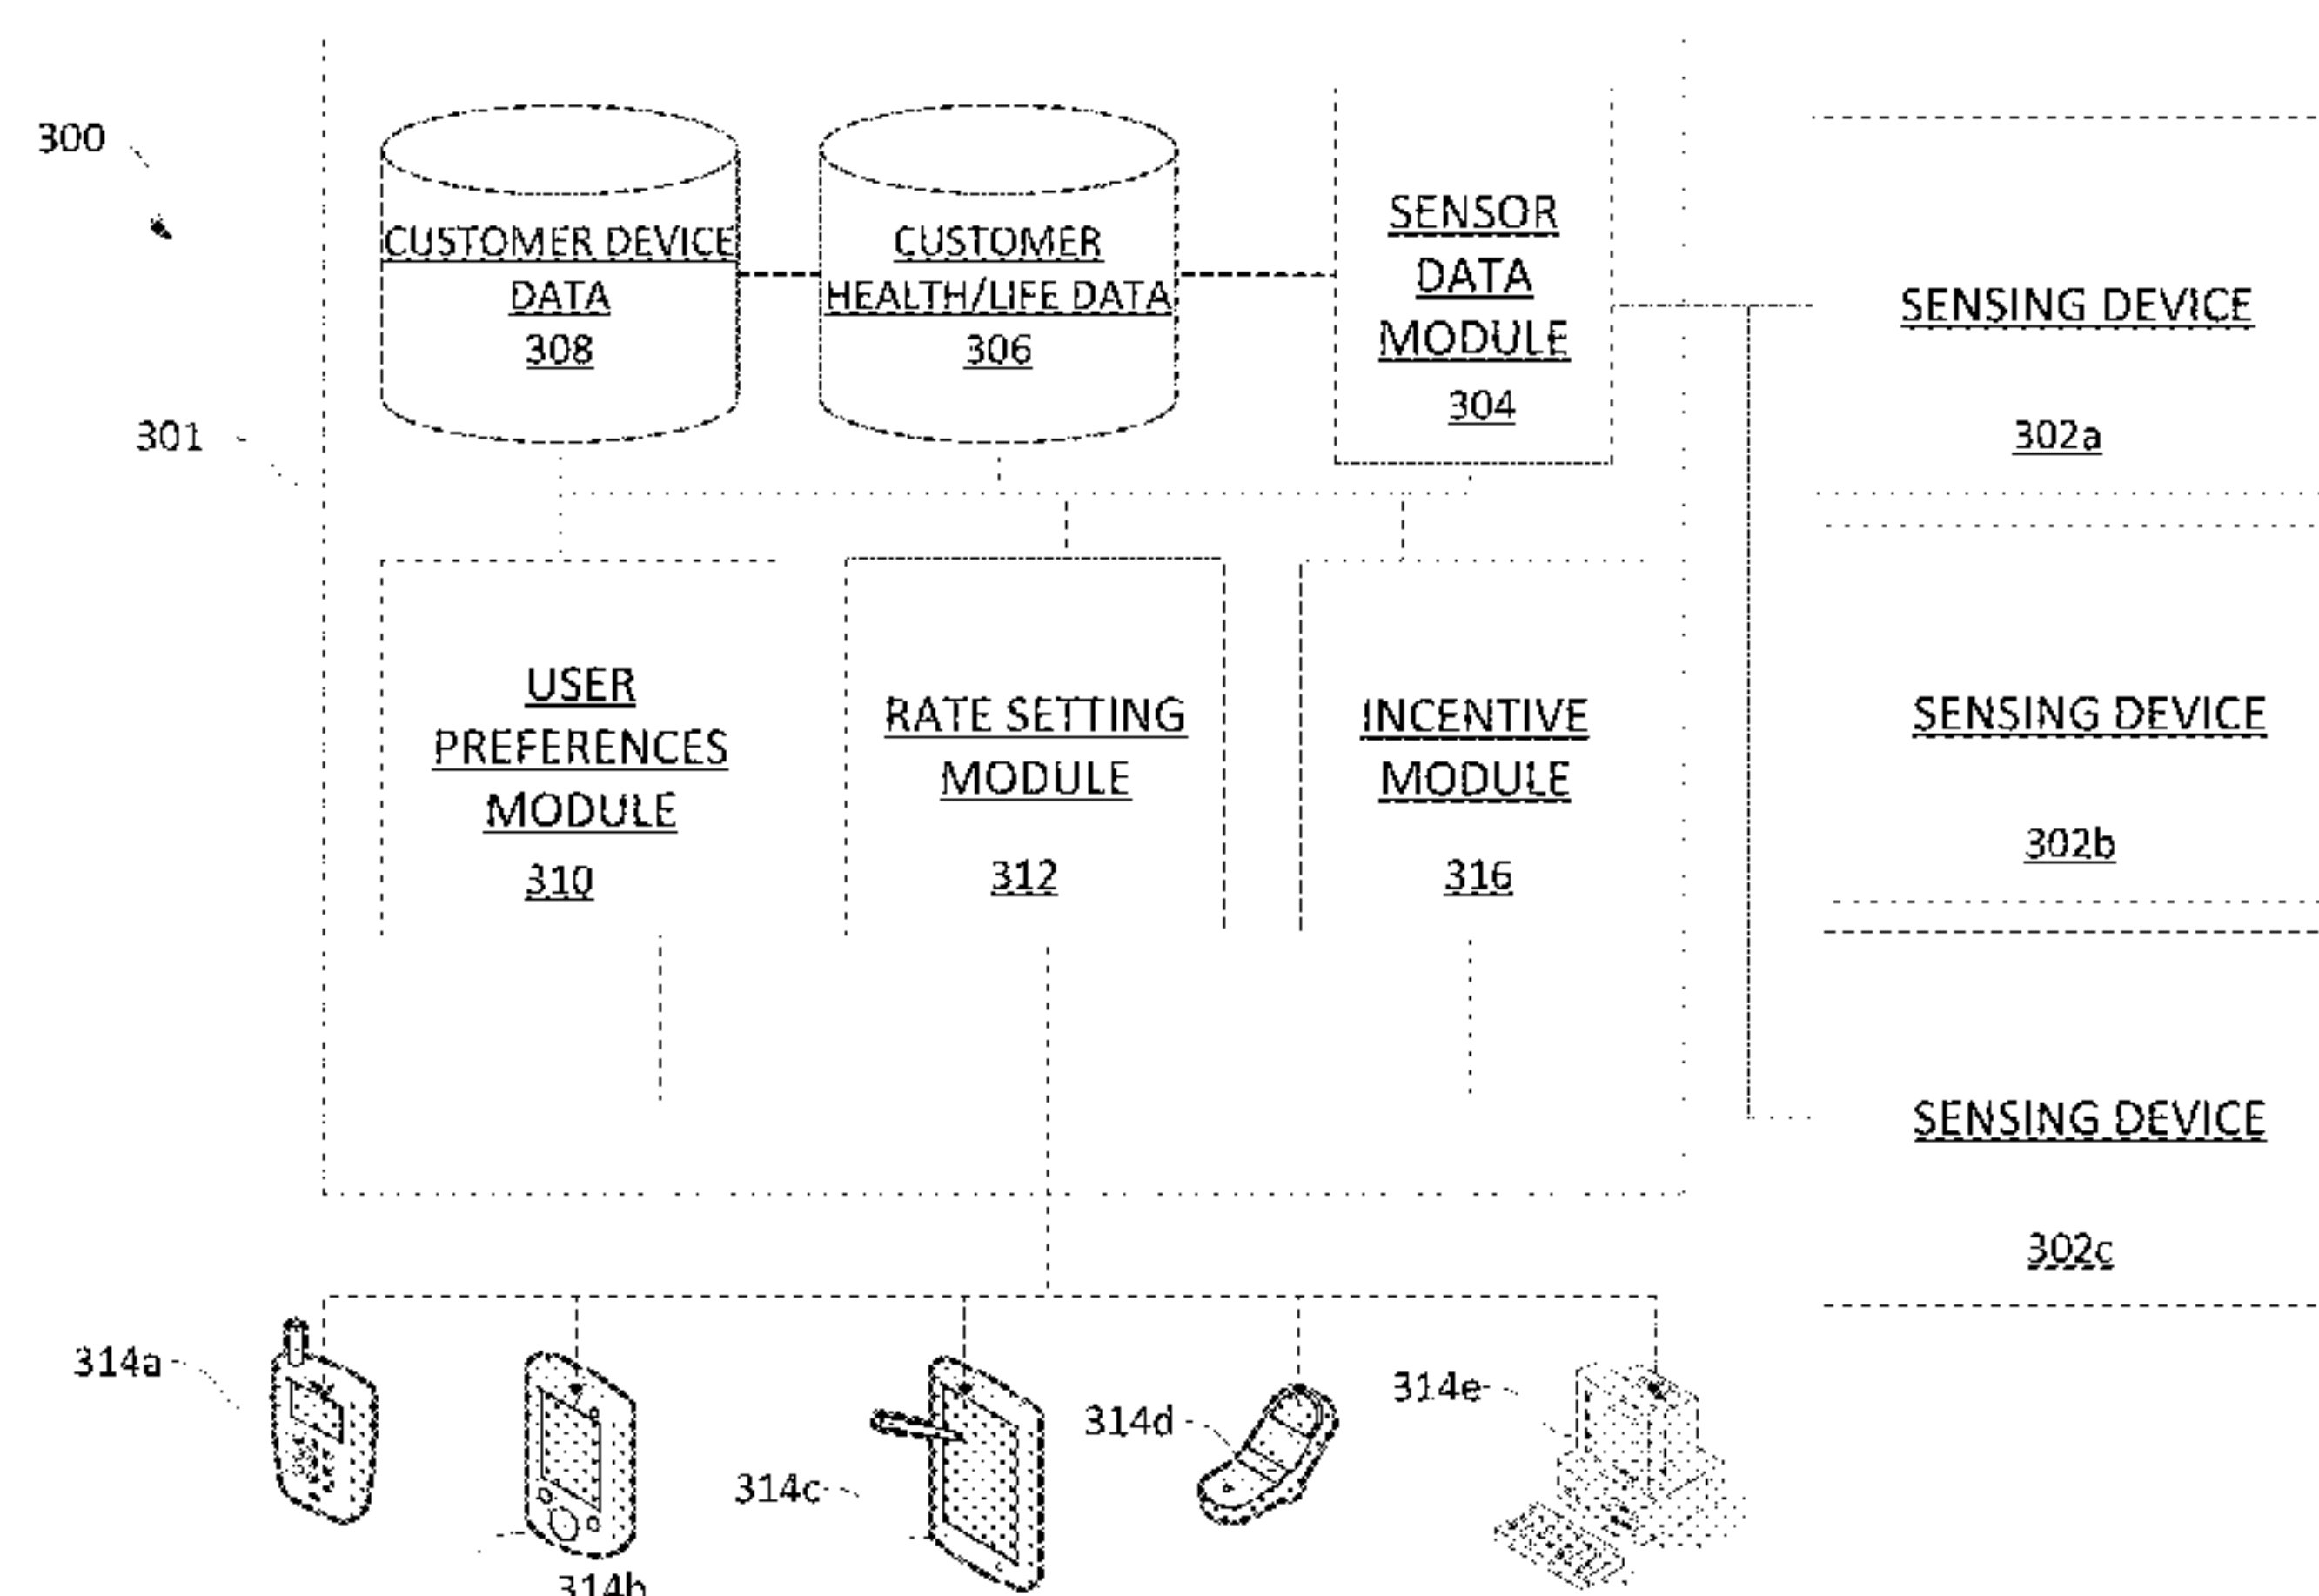 300
CUSTOMER DEVICE
DATA
308
CUSTOMER
HEALTH/LIFE DATA
306
SENSOR
DATA
MODULE
304
SENSING DEVICE
302a
301
USER
PREFERENCES
MODULE
310
RATE SETTING
MODULE
312
INCENTIVE
MODULE
316
SENSING DEVICE
302b
SENSING DEVICE
302c
314a
314b
314c
314d
314e